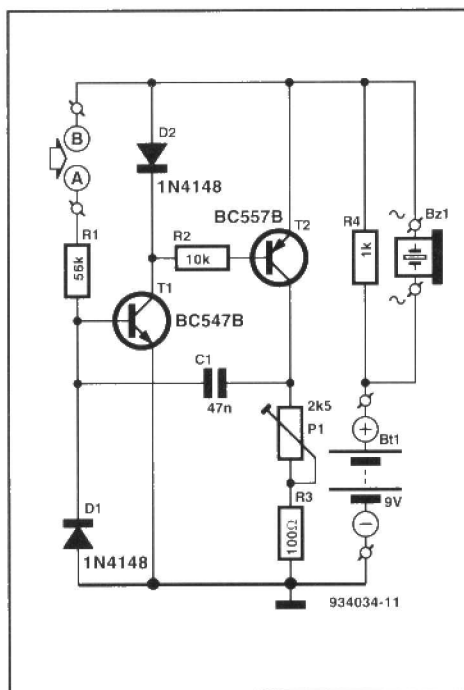 B
A
D2
1N4148
BC557B
T2
R1
56k
R2
10k
R4
1k
Bz1
~
~
T1
BC547B
C1
47n
2k5
P1
Bt1
+
9V
−
D1
1N4148
R3
100Ω
934034-11